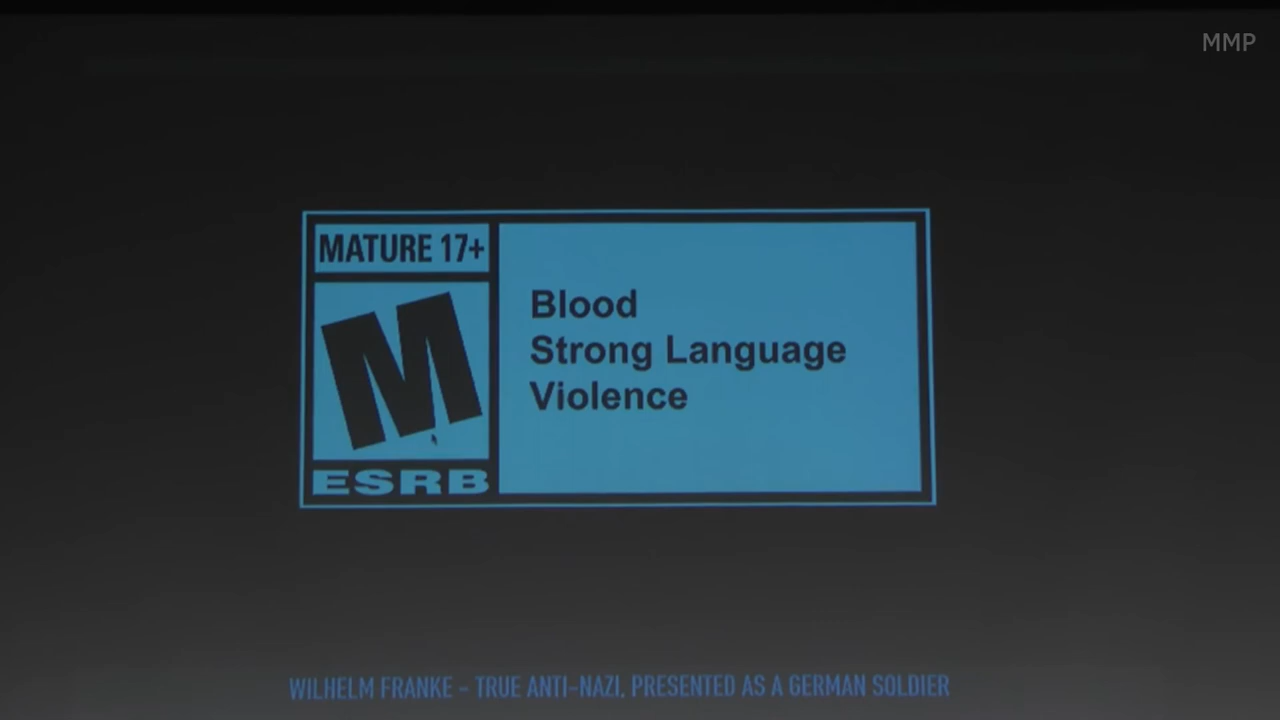 MMP
MATURE 17+
M
ESRB
Blood
Strong Language
Violence
WILHELM FRANKE - TRUE ANTI-NAZI, PRESENTED AS A GERMAN SOLDIER